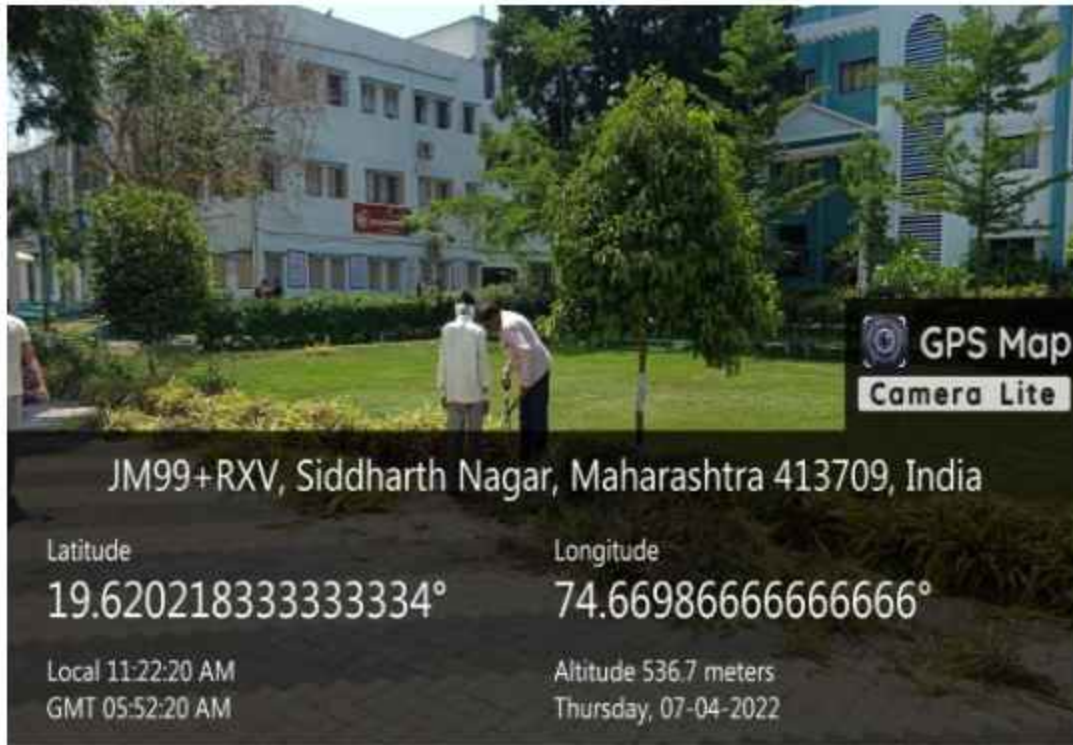 GPS Map
Camera Lite
JM99+RXV, Siddharth Nagar, Maharashtra 413709, India
Latitude
19.620218333333334°
Longitude
74.66986666666666°
Local 11:22:20 AM
GMT 05:52:20 AM
Altitude 536.7 meters
Thursday, 07-04-2022